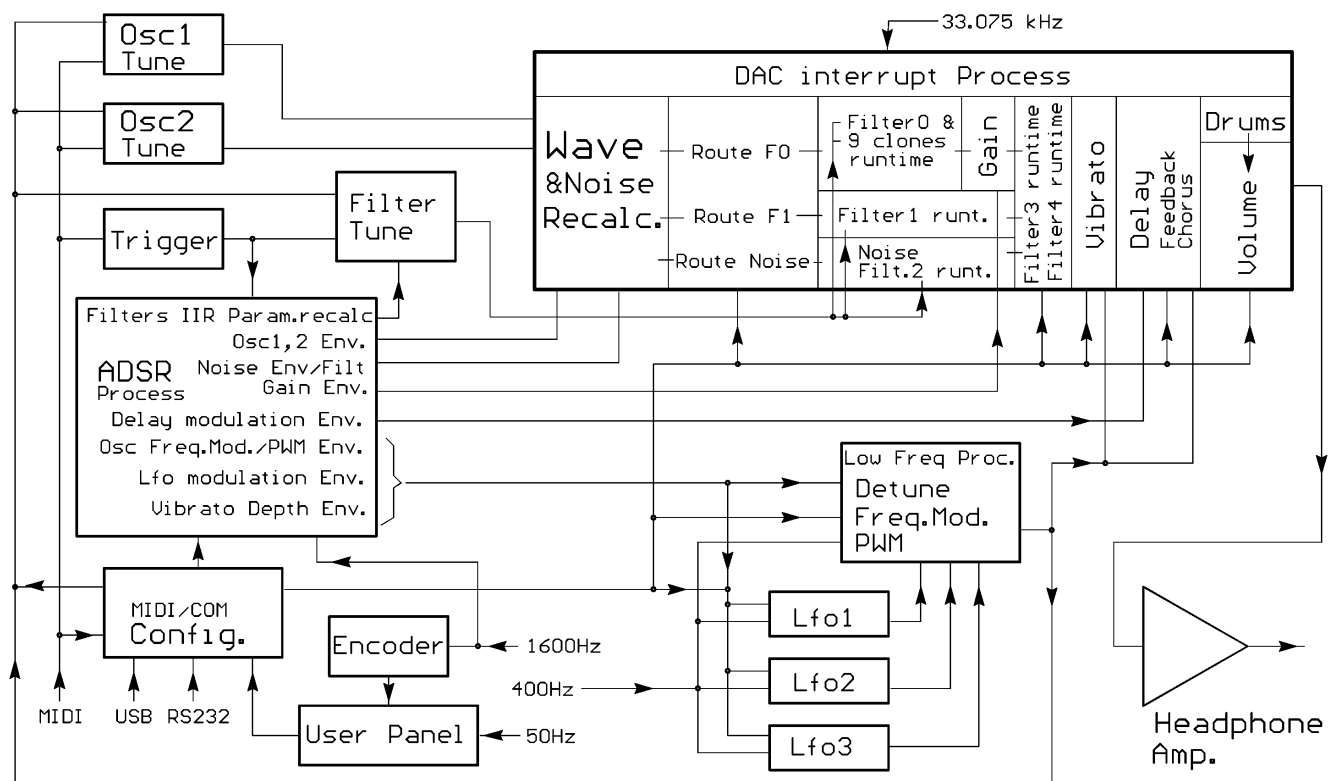 33.075 kHz
Osc1
Tune
Osc2
Tune
DAC interrupt Process
Wave
&Noise
Recalc.
Route F0
Route F1
Route Noise
Filter0 &
9 clones
runtime
Gain
Filter1 runt.
Noise
Filt.2 runt.
Filter3 runtime
Filter4 runtime
Vibrato
Delay
Feedback
Chorus
Drums
Volume
Filter
Tune
Trigger
Filters IIR Param.recalc
Osc1,2 Env.
Noise Env/Filt
Gain Env.
ADSR
Process
Delay modulation Env.
Osc Freq.Mod./PWM Env.
Lfo modulation Env.
Vibrato Depth Env.
Low Freq Proc.
Detune
Freq.Mod.
PWM
MIDI/COM
Config.
Encoder
1600Hz
Lfo1
400Hz
Lfo2
MIDI
USB
RS232
User Panel
50Hz
Lfo3
Headphone
Amp.